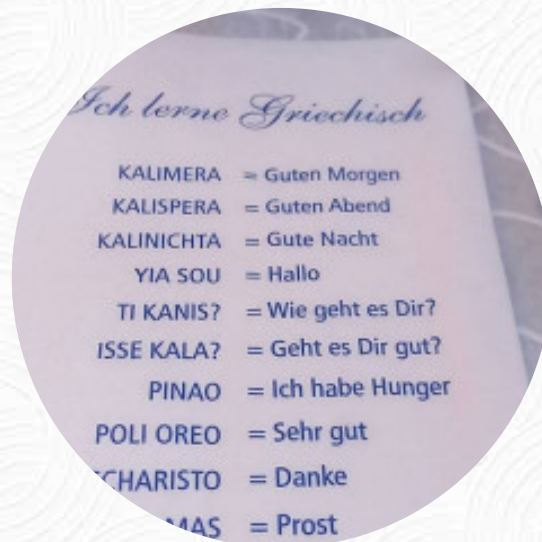 Ich lerne Griechisch
KALIMERA = Guten Morgen
KALISPERA = Guten Abend
KALINICHTA = Gute Nacht
YIA SOU = Hallo
TI KANIS? = Wie geht es Dir?
ISSE KALA? = Geht es Dir gut?
PINAO = Ich habe Hunger
POLI OREO = Sehr gut
= Danke
= Prost